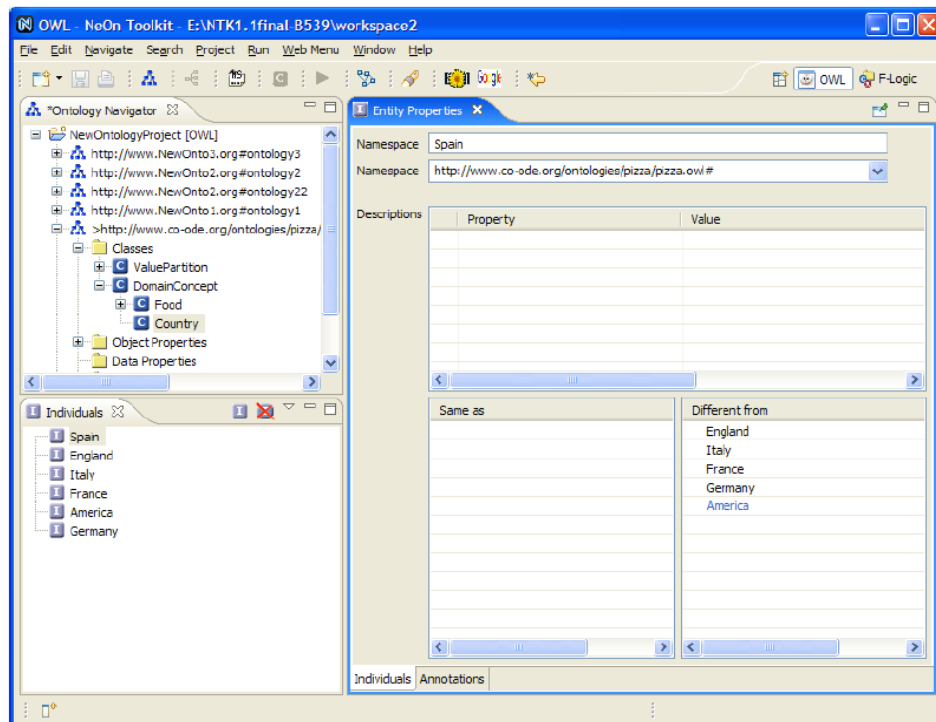 OWL - NeOn Toolkit - E:\NTK1.1final-B539\workspace2
File Edit Navigate Search Project Run Web Menu Window Help
Google OWL F-Logic
*Ontology Navigator
NewOntologyProject [OWL]
http://www.NewOnto3.org#ontology3
http://www.NewOnto2.org#ontology2
http://www.NewOnto2.org#ontology22
http://www.NewOnto1.org#ontology1
>http://www.co-ode.org/ontologies/pizza/
Classes
ValuePartition
DomainConcept
Food
Country
Object Properties
Data Properties
Individuals
Spain
England
Italy
France
America
Germany
Entity Properties
Namespace Spain
Namespace http://www.co-ode.org/ontologies/pizza/pizza.owl#
Descriptions Property Value
Same as Different from
England
Italy
France
Germany
America
Individuals Annotations